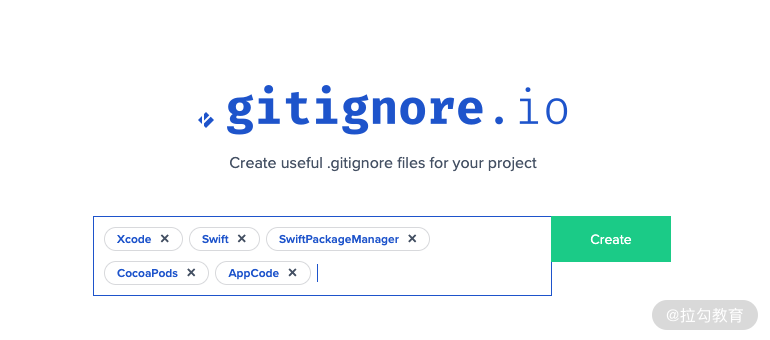 gitignore.io
Create useful .gitignore files for your project
Xcode ✕ Swift ✕ SwiftPackageManager ✕
Create
CocoaPods ✕ AppCode ✕
@拉勾教育